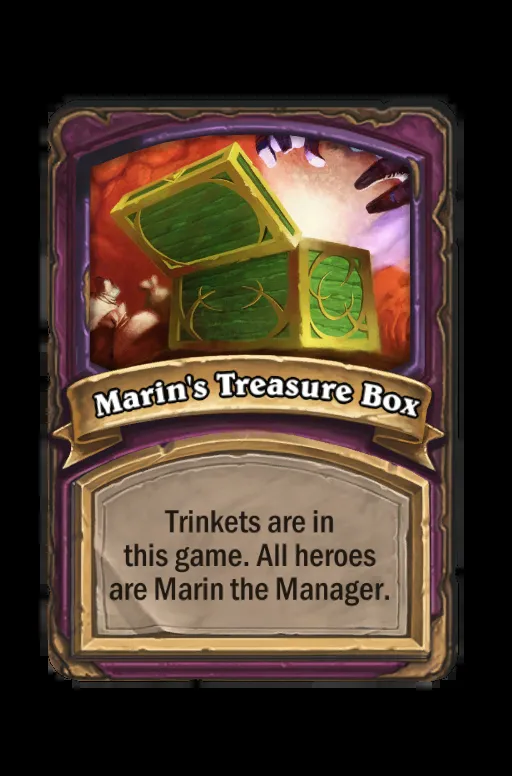 Marin's Treasure Box
Trinkets are in
this game. All heroes
are Marin the Manager.